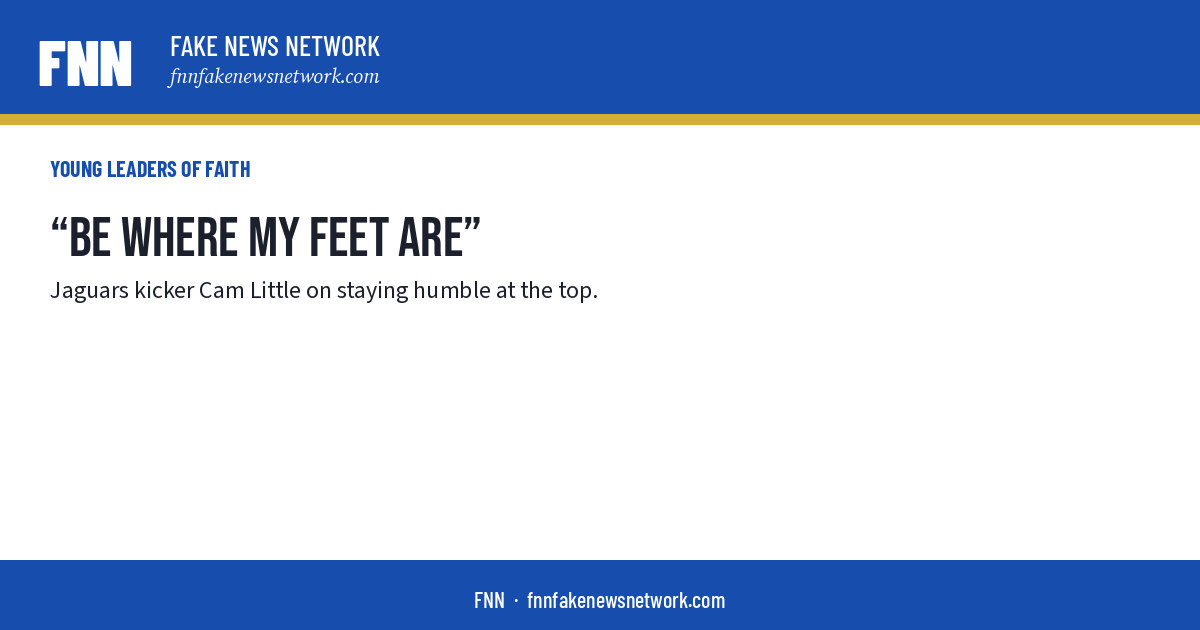 FNN
FAKE NEWS NETWORK
fnnfakenewsnetwork.com
YOUNG LEADERS OF FAITH
“BE WHERE MY FEET ARE”
Jaguars kicker Cam Little on staying humble at the top.
FNN · fnnfakenewsnetwork.com